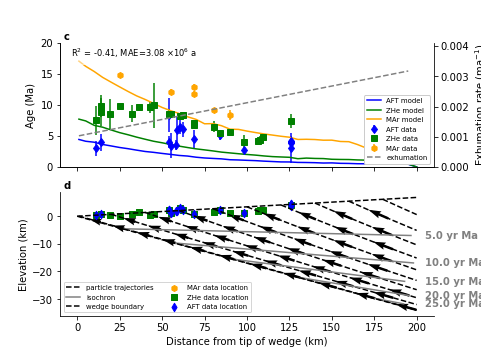 c
R² = -0.41, MAE=3.08 ×10⁶ a
20
15
10
5
0
Age (Ma)
0.004
0.003
0.002
0.001
0.000
Exhumation rate (ma⁻¹)
AFT model
ZHe model
MAr model
AFT data
ZHe data
MAr data
exhumation
d
0
−10
−20
−30
Elevation (km)
5.0 yr Ma
10.0 yr Ma
15.0 yr Ma
20.0 yr Ma
25.0 yr Ma
particle trajectories
isochron
wedge boundary
MAr data location
ZHe data location
AFT data location
0 25 50 75 100 125 150 175 200
Distance from tip of wedge (km)